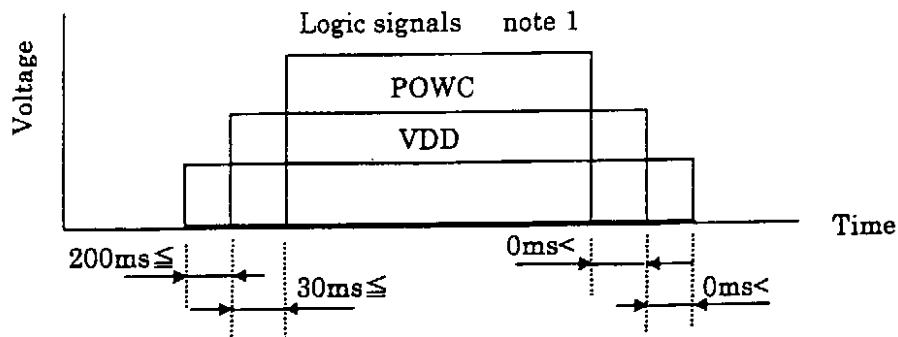 Logic signals note 1
POWC
VDD
Voltage
Time
200ms≦
30ms≦
0ms<
0ms<